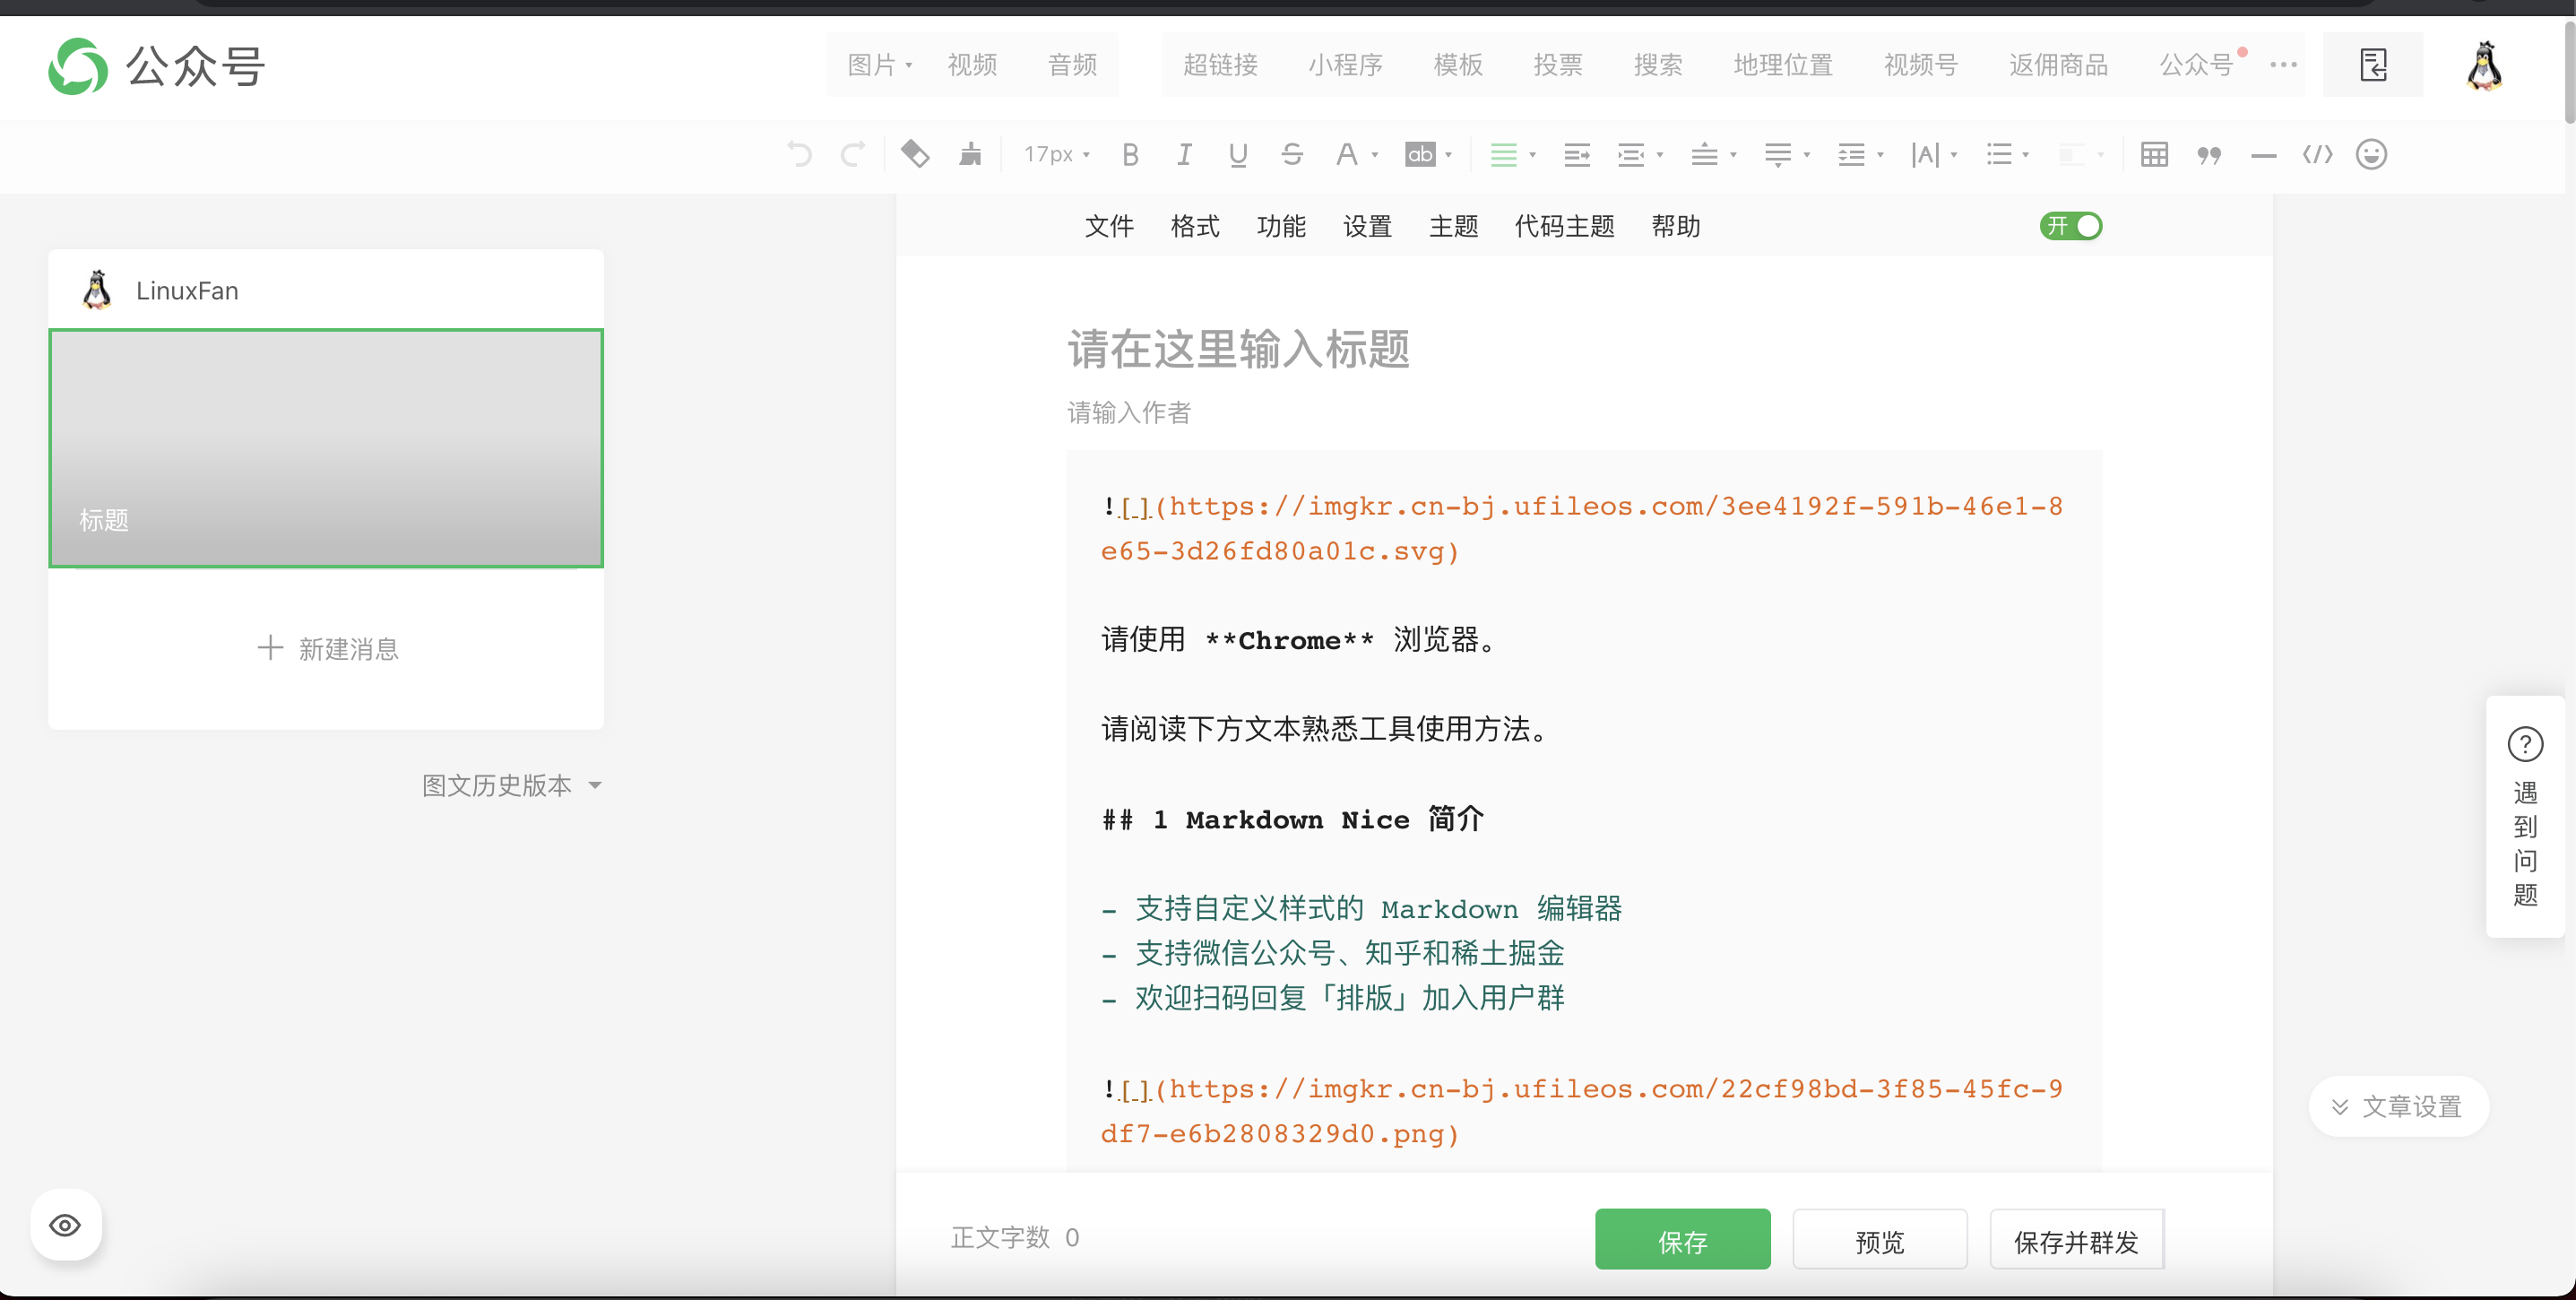 公众号
图片 视频 音频 超链接 小程序 模板 投票 搜索 地理位置 视频号 返佣商品 公众号 ···
17px B I U S A ab |A|
文件 格式 功能 设置 主题 代码主题 帮助 开
LinuxFan
标题
新建消息
图文历史版本
请在这里输入标题
请输入作者
![](https://imgkr.cn-bj.ufileos.com/3ee4192f-591b-46e1-8
e65-3d26fd80a01c.svg)
请使用 **Chrome** 浏览器。
请阅读下方文本熟悉工具使用方法。
## 1 Markdown Nice 简介
- 支持自定义样式的 Markdown 编辑器
- 支持微信公众号、知乎和稀土掘金
- 欢迎扫码回复「排版」加入用户群
![](https://imgkr.cn-bj.ufileos.com/22cf98bd-3f85-45fc-9
df7-e6b2808329d0.png)
遇到问题
文章设置
正文字数 0
保存 预览 保存并群发